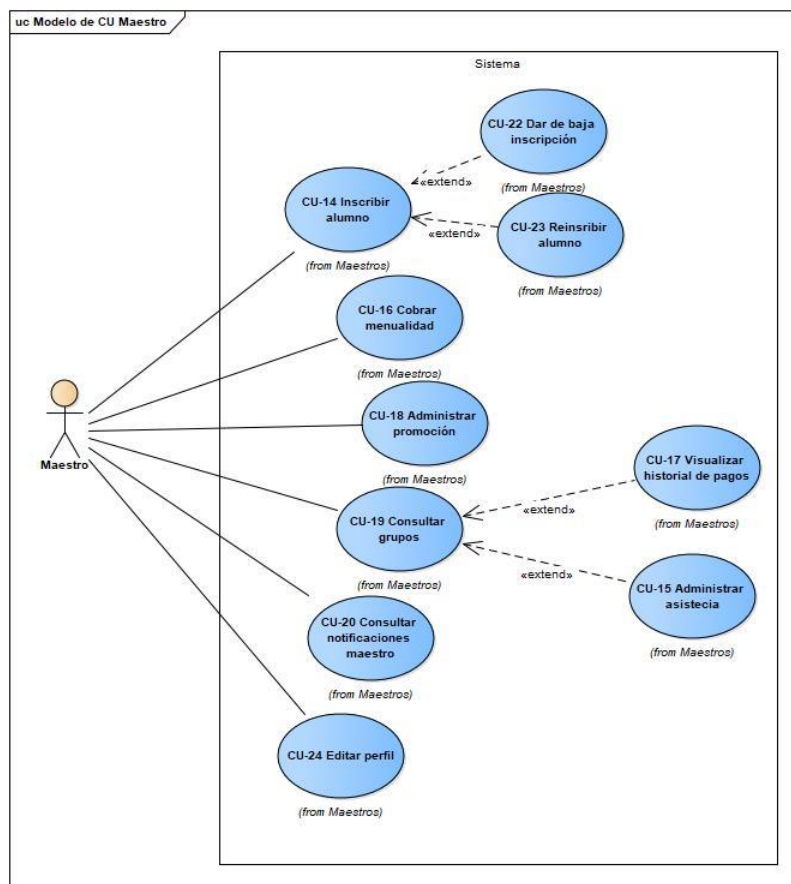 uc Modelo de CU Maestro
Sistema
CU-22 Dar de baja
inscripción
(from Maestros)
«extend»
CU-14 Inscribir
alumno
(from Maestros)
«extend»
CU-23 Reinsribir
alumno
(from Maestros)
CU-16 Cobrar
menualidad
(from Maestros)
Maestro
CU-18 Administrar
promoción
(from Maestros)
CU-17 Visualizar
historial de pagos
(from Maestros)
CU-19 Consultar
grupos
(from Maestros)
«extend»
«extend»
CU-15 Administrar
asistecia
(from Maestros)
CU-20 Consultar
notificaciones
maestro
(from Maestros)
CU-24 Editar perfil
(from Maestros)